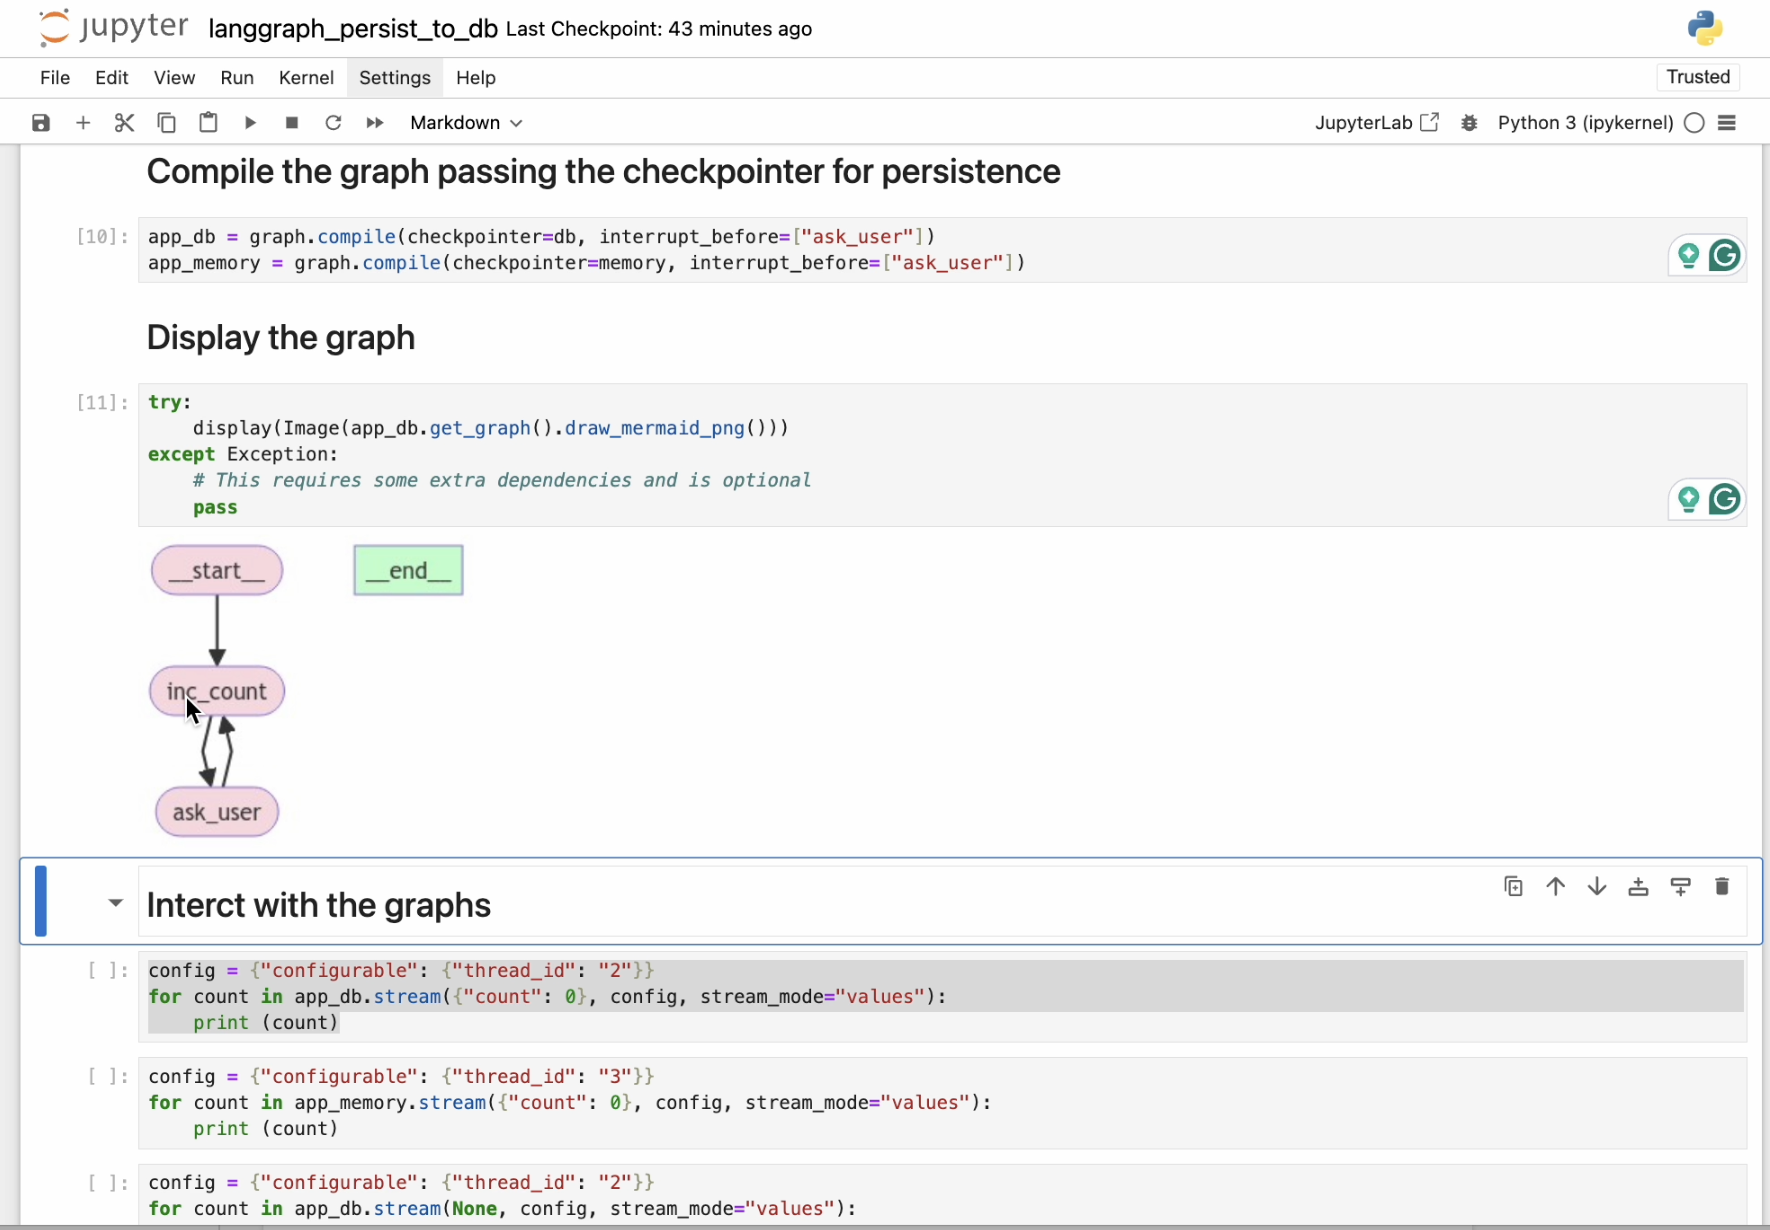 jupyter langgraph_persist_to_db Last Checkpoint: 43 minutes ago
File Edit View Run Kernel Settings Help Trusted
Markdown JupyterLab Python 3 (ipykernel)
Compile the graph passing the checkpointer for persistence
[10]: app_db = graph.compile(checkpointer=db, interrupt_before=["ask_user"])
app_memory = graph.compile(checkpointer=memory, interrupt_before=["ask_user"])
Display the graph
[11]: try:
    display(Image(app_db.get_graph().draw_mermaid_png()))
except Exception:
    # This requires some extra dependencies and is optional
    pass
__start__ __end__
inc_count
ask_user
Interct with the graphs
[ ]: config = {"configurable": {"thread_id": "2"}}
for count in app_db.stream({"count": 0}, config, stream_mode="values"):
    print (count)
[ ]: config = {"configurable": {"thread_id": "3"}}
for count in app_memory.stream({"count": 0}, config, stream_mode="values"):
    print (count)
[ ]: config = {"configurable": {"thread_id": "2"}}
for count in app_db.stream(None, config, stream_mode="values"):